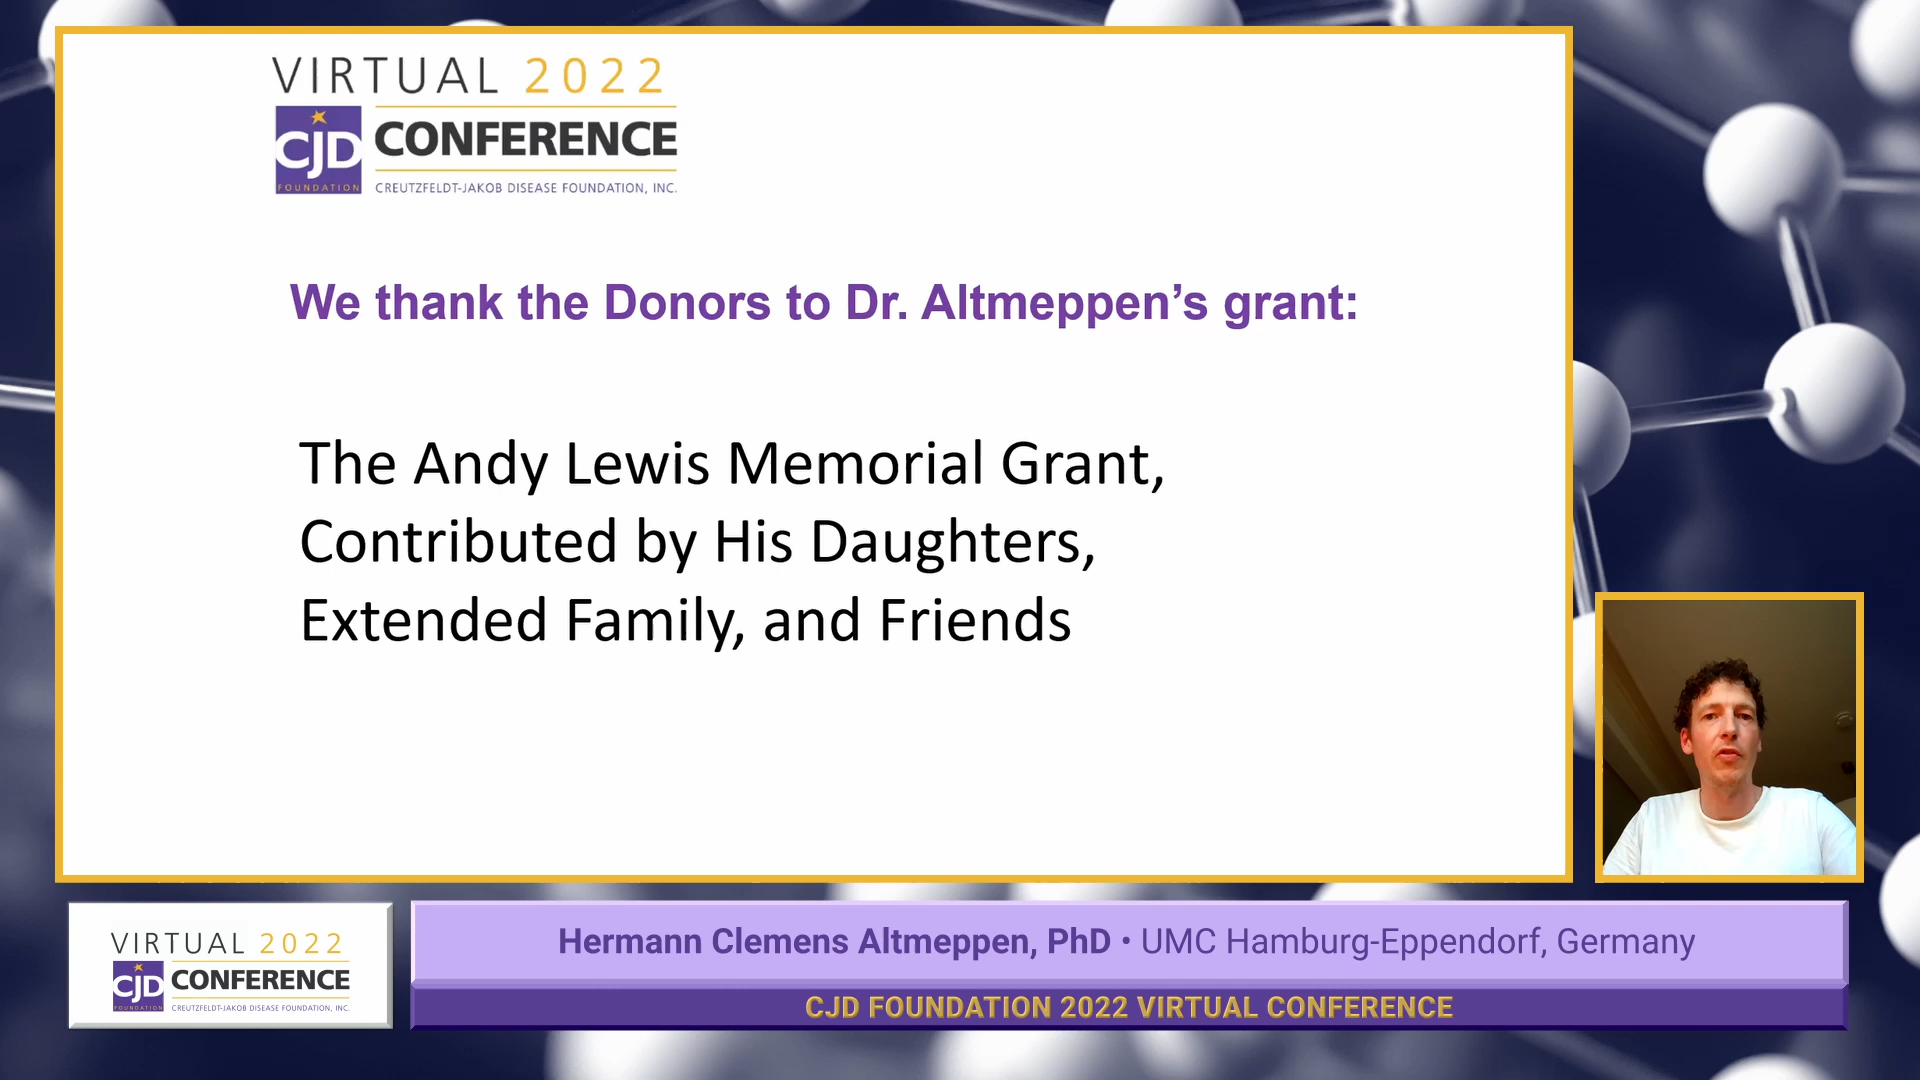 VIRTUAL 2022
CJD
FOUNDATION
CONFERENCE
CREUTZFELDT-JAKOB DISEASE FOUNDATION, INC.
We thank the Donors to Dr. Altmeppen’s grant:
The Andy Lewis Memorial Grant,
Contributed by His Daughters,
Extended Family, and Friends
VIRTUAL 2022
CJD
FOUNDATION
CONFERENCE
CREUTZFELDT-JAKOB DISEASE FOUNDATION, INC.
Hermann Clemens Altmeppen, PhD • UMC Hamburg-Eppendorf, Germany
CJD FOUNDATION 2022 VIRTUAL CONFERENCE